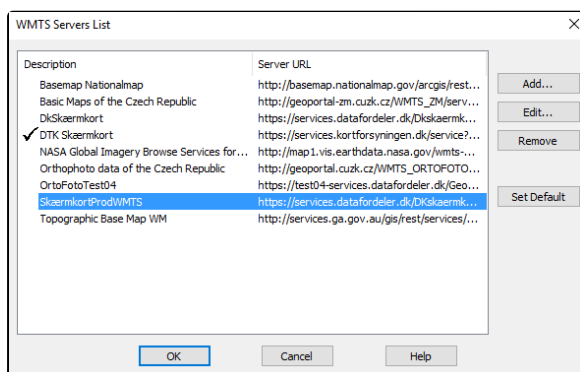 WMTS Servers List
Description Server URL
Basemap Nationalmap http://basemap.nationalmap.gov/arcgis/rest...
Add...
Basic Maps of the Czech Republic http://geoportal-zm.cuzk.cz/WMTS_ZM/serv...
DkSkærmkort https://services.datafordeler.dk/Dkskaermk...
Edit...
DTK Skærmkort https://services.kortforsyningen.dk/service?...
Remove
NASA Global Imagery Browse Services for... http://map1.vis.earthdata.nasa.gov/wmts-...
Orthophoto data of the Czech Republic http://geoportal.cuzk.cz/WMTS_ORTOFOTO...
OrtoFotoTest04 https://test04-services.datafordeler.dk/Geo...
SkærmkortProdWMTS https://services.datafordeler.dk/DKskaermk...
Set Default
Topographic Base Map WM http://services.ga.gov.au/gis/rest/services/...
OK Cancel Help